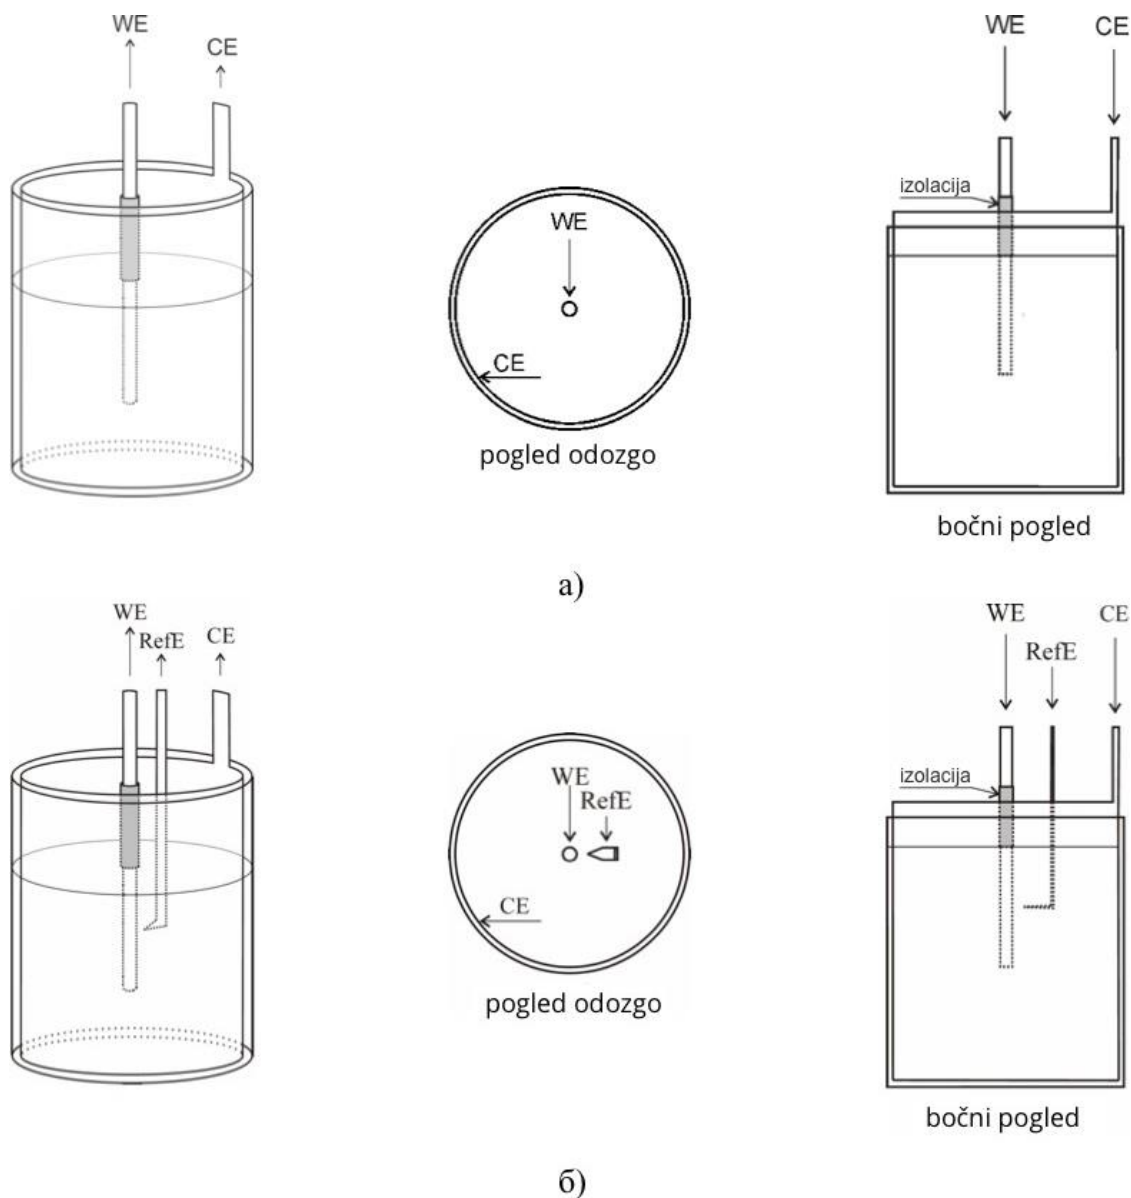 WE
CE
WE
CE
pogled odozgo
WE
CE
izolacija
bočni pogled
а)
WE
RefE
CE
WE
RefE
CE
pogled odozgo
WE
CE
RefE
izolacija
bočni pogled
б)